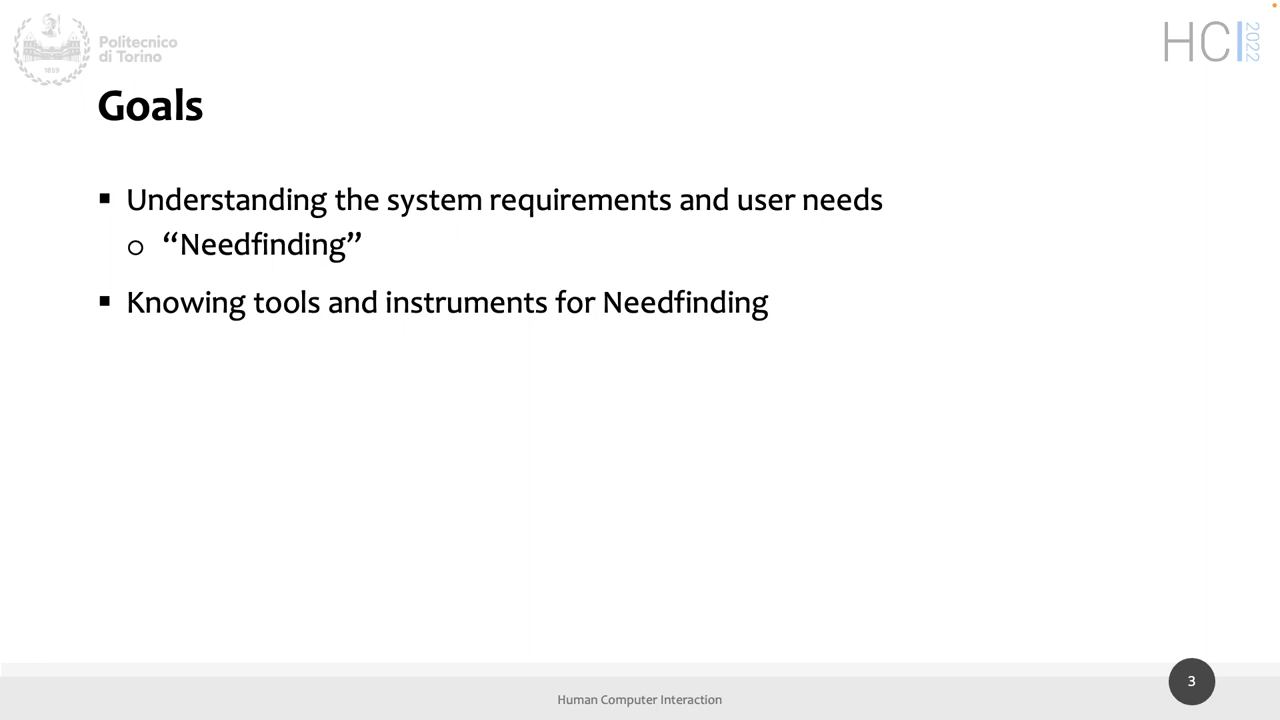 Politecnico
di Torino
1859
HCI 2022
Goals
▪ Understanding the system requirements and user needs
o “Needfinding”
▪ Knowing tools and instruments for Needfinding
Human Computer Interaction
3